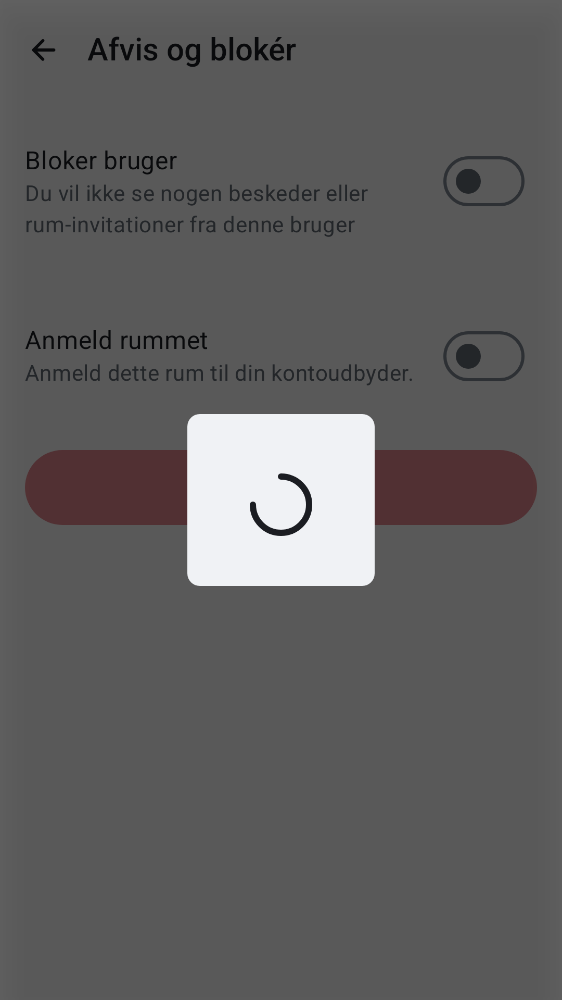 Afvis og blokér
Bloker bruger
Du vil ikke se nogen beskeder eller
rum-invitationer fra denne bruger
Anmeld rummet
Anmeld dette rum til din kontoudbyder.